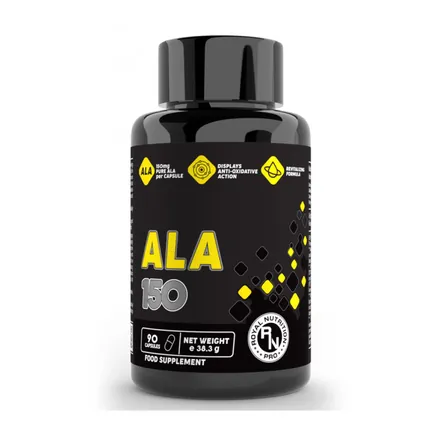 ALA
150mg
PURE ALA
per CAPSULE
DISPLAYS
ANTI-OXIDATIVE
ACTION
REVITALIZING
FORMULA
ALA
150
90
CAPSULES
NET WEIGHT
e 38.3 g
FOOD SUPPLEMENT
ROYAL NUTRITION
RN
PRO